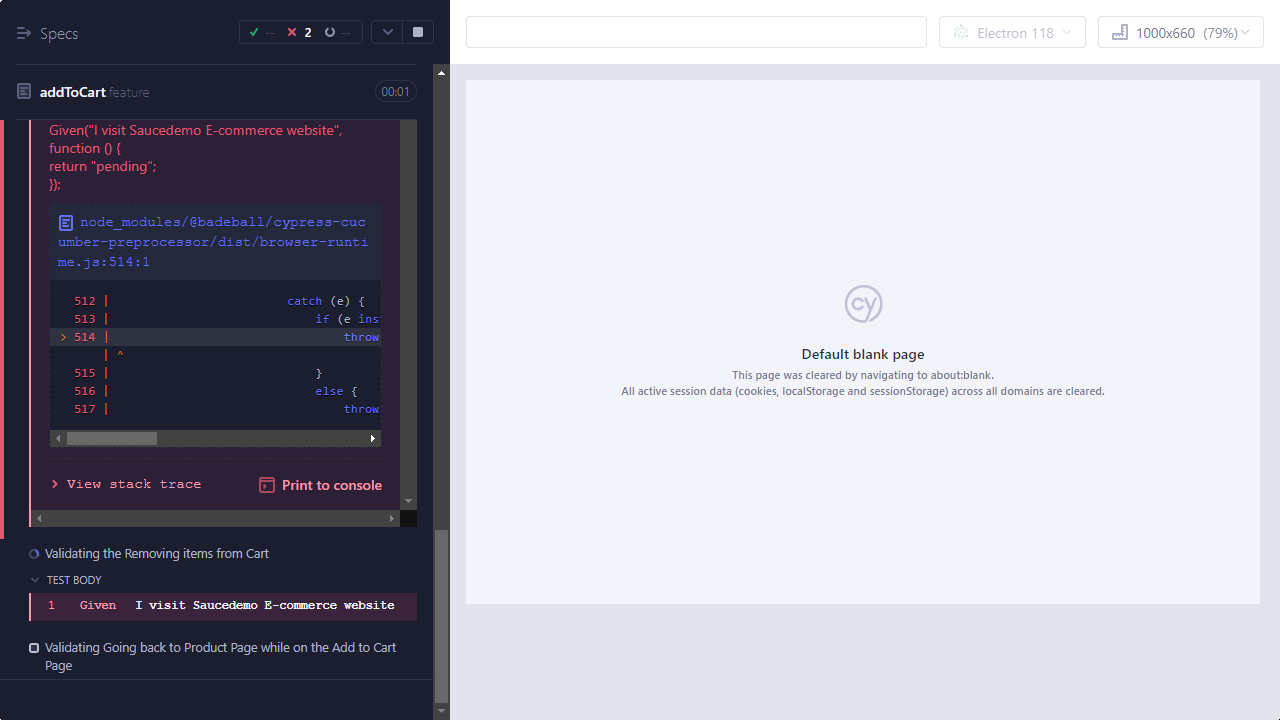 Specs
-- 2 --
addToCart.feature 00:01
Given("I visit Saucedemo E-commerce website",
function () {
return "pending";
});
node_modules/@badeball/cypress-cuc
umber-preprocessor/dist/browser-runti
me.js:514:1
512 | catch (e) {
513 | if (e ins
> 514 | throw
| ^
515 | }
516 | else {
517 | throw
View stack trace
Print to console
Validating the Removing items from Cart
TEST BODY
1 Given I visit Saucedemo E-commerce website
Validating Going back to Product Page while on the Add to Cart
Page
Electron 118
1000x660 (79%)
cy
Default blank page
This page was cleared by navigating to about:blank.
All active session data (cookies, localStorage and sessionStorage) across all domains are cleared.